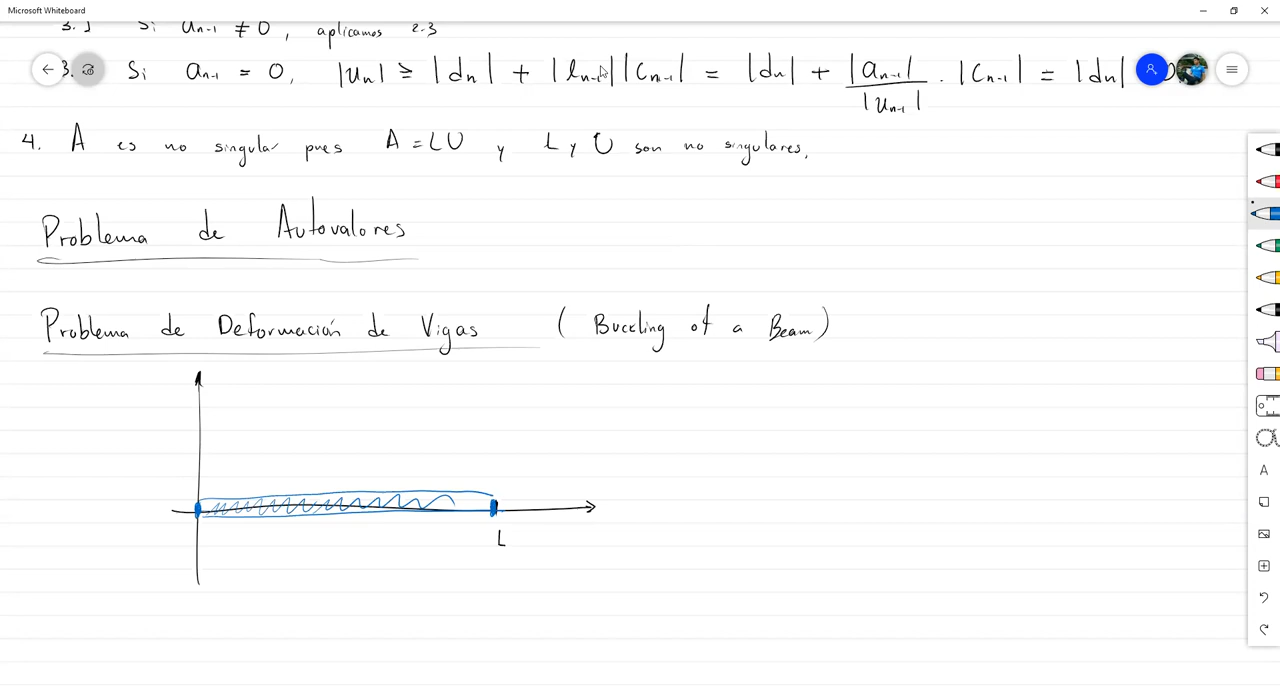 Microsoft Whiteboard
3.1 Si uₙ₋₁ ≠ 0, aplicamos 2.3
3. Si aₙ₋₁ = 0, |uₙ| ≥ |dₙ| + |ℓₙ₋₁||cₙ₋₁| = |dₙ| + |aₙ₋₁|/|uₙ₋₁| · |cₙ₋₁| = |dₙ|
4. A es no singular pues A = LU y L y U son no singulares.
Problema de Autovalores
Problema de Deformación de Vigas (Buckling of a Beam)
L
A